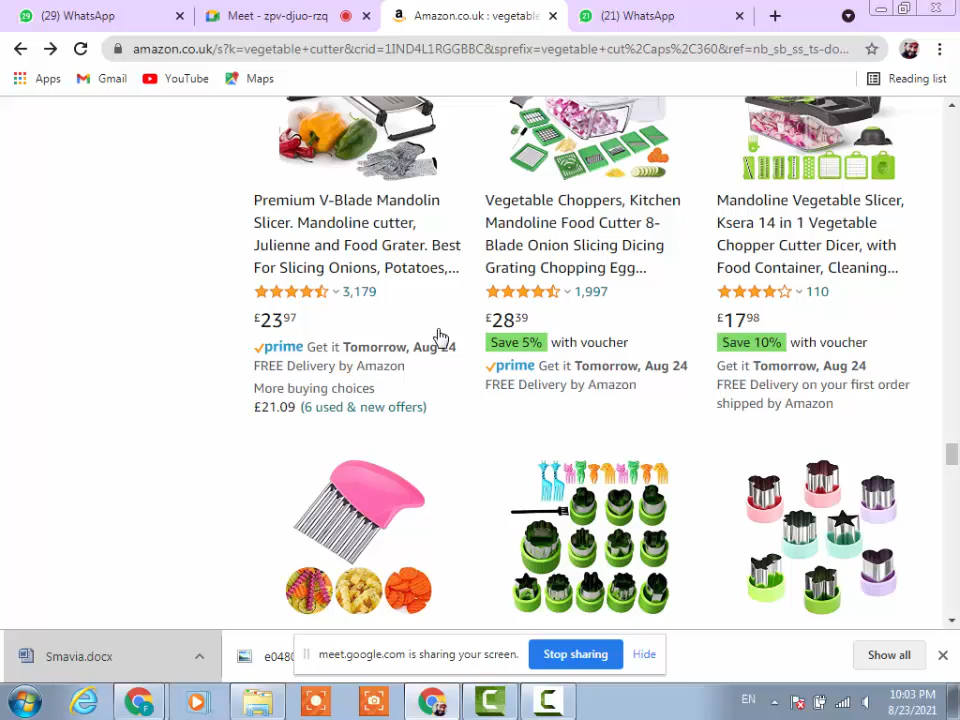 (29) WhatsApp
Meet - zpv-djuo-rzq
Amazon.co.uk : vegetable
(21) WhatsApp
amazon.co.uk/s?k=vegetable+cutter&crid=1IND4L1RGGBBC&sprefix=vegetable+cut%2Caps%2C360&ref=nb_sb_ss_ts-do...
Apps
Gmail
YouTube
Maps
Reading list
Premium V-Blade Mandolin
Slicer. Mandoline cutter,
Julienne and Food Grater. Best
For Slicing Onions, Potatoes,...
3,179
£23⁹⁷
prime Get it Tomorrow, Aug 24
FREE Delivery by Amazon
More buying choices
£21.09 (6 used & new offers)
Vegetable Choppers, Kitchen
Mandoline Food Cutter 8-
Blade Onion Slicing Dicing
Grating Chopping Egg...
1,997
£28³⁹
Save 5% with voucher
prime Get it Tomorrow, Aug 24
FREE Delivery by Amazon
Mandoline Vegetable Slicer,
Ksera 14 in 1 Vegetable
Chopper Cutter Dicer, with
Food Container, Cleaning...
110
£17⁹⁸
Save 10% with voucher
Get it Tomorrow, Aug 24
FREE Delivery on your first order
shipped by Amazon
Smavia.docx
e0480
meet.google.com is sharing your screen.
Stop sharing
Hide
Show all
EN
10:03 PM
8/23/2021